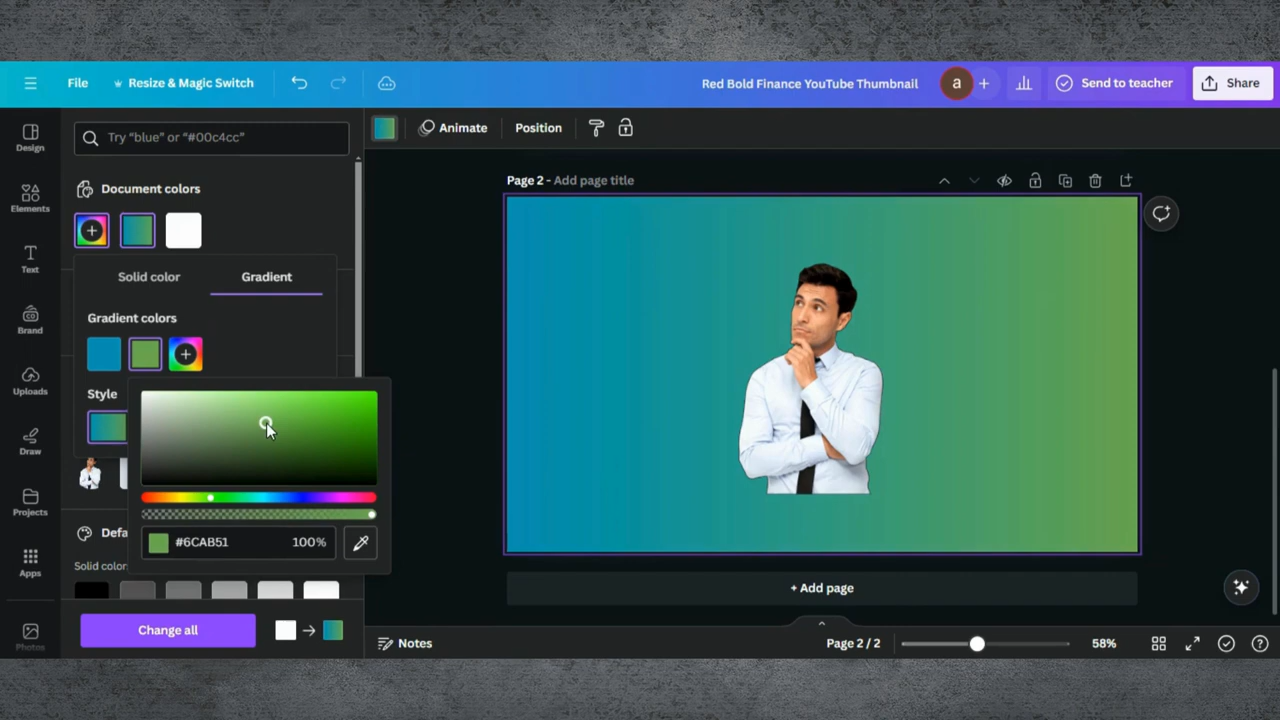 File
Resize & Magic Switch
Red Bold Finance YouTube Thumbnail
a
Send to teacher
Share
Design
Elements
Text
Brand
Uploads
Draw
Projects
Apps
Photos
Try "blue" or "#00c4cc"
Animate
Position
Document colors
Page 2 - Add page title
Solid color
Gradient
Gradient colors
Style
#6CAB51
100%
Defa
Solid color
Change all
+ Add page
Notes
Page 2 / 2
58%